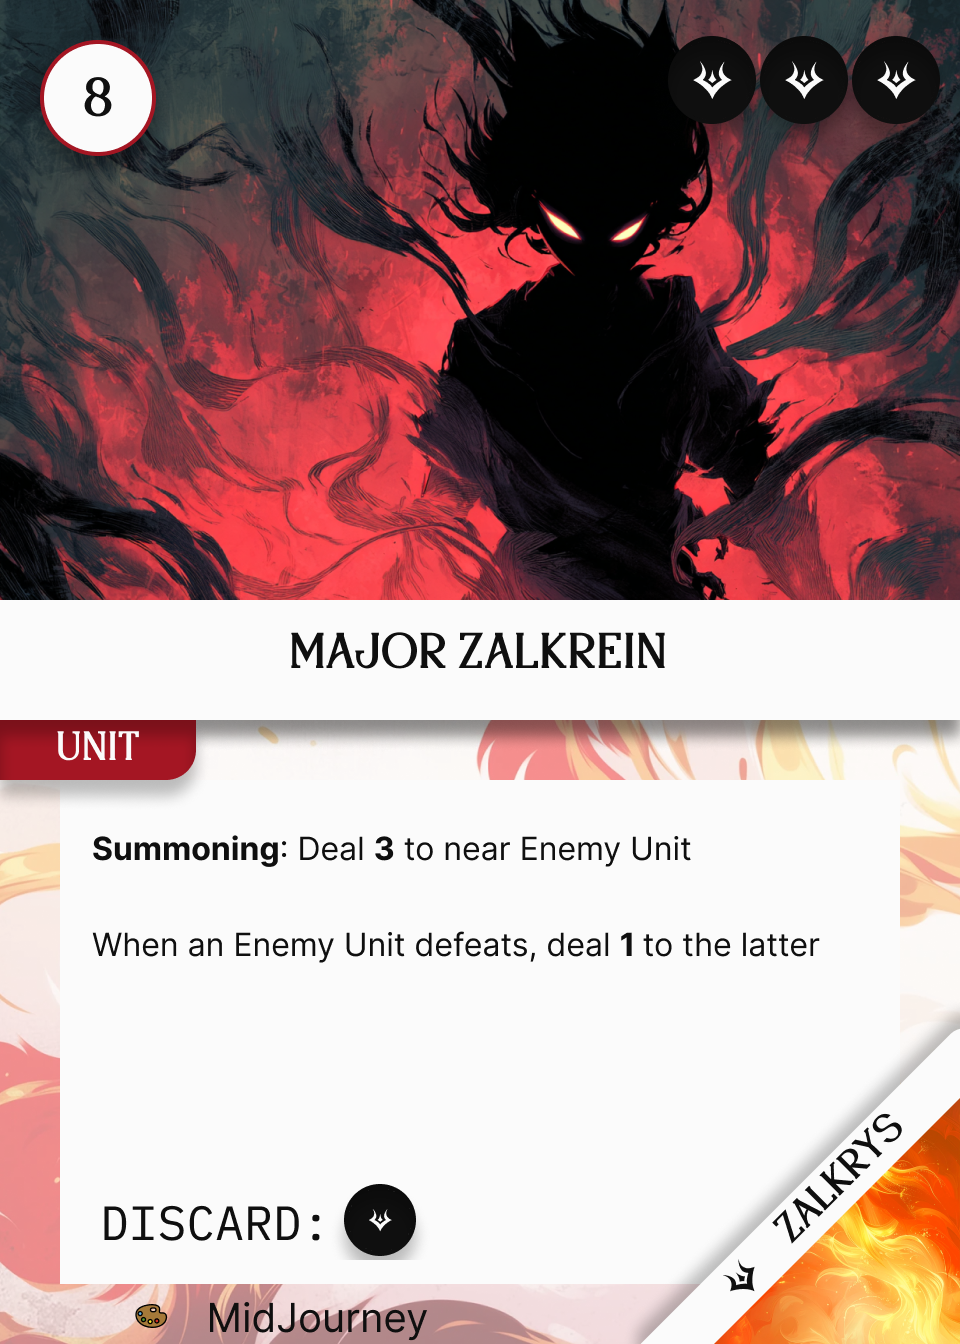 8
MAJOR ZALKREIN
UNIT
Summoning: Deal 3 to near Enemy Unit
When an Enemy Unit defeats, deal 1 to the latter
DISCARD:
ZALKRYS
MidJourney